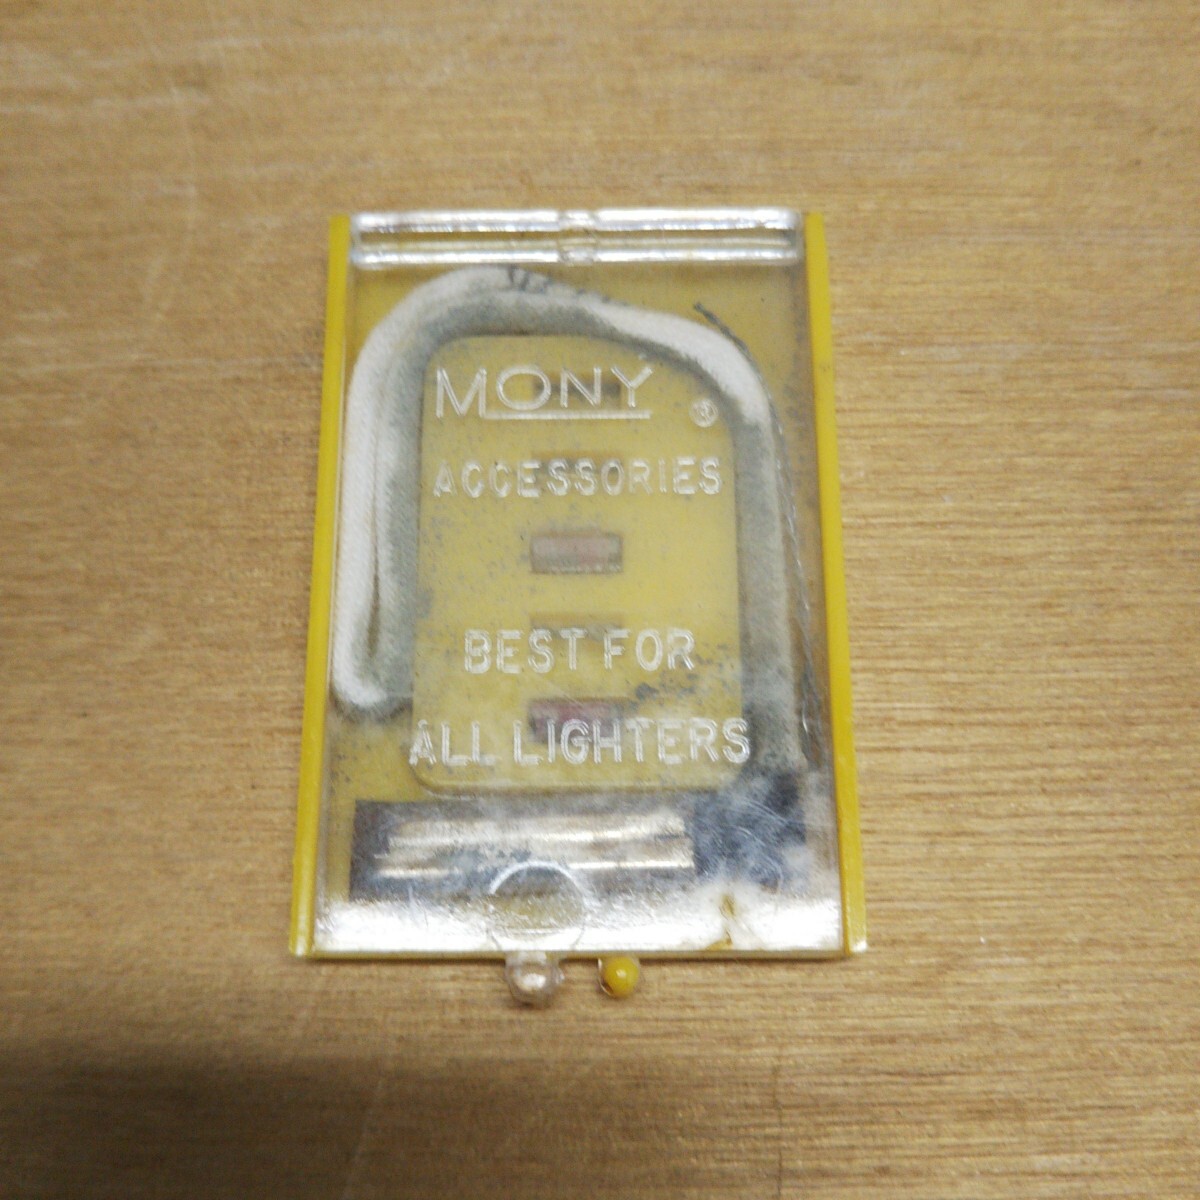 MONY ®
ACCESSORIES
BEST FOR
ALL LIGHTERS